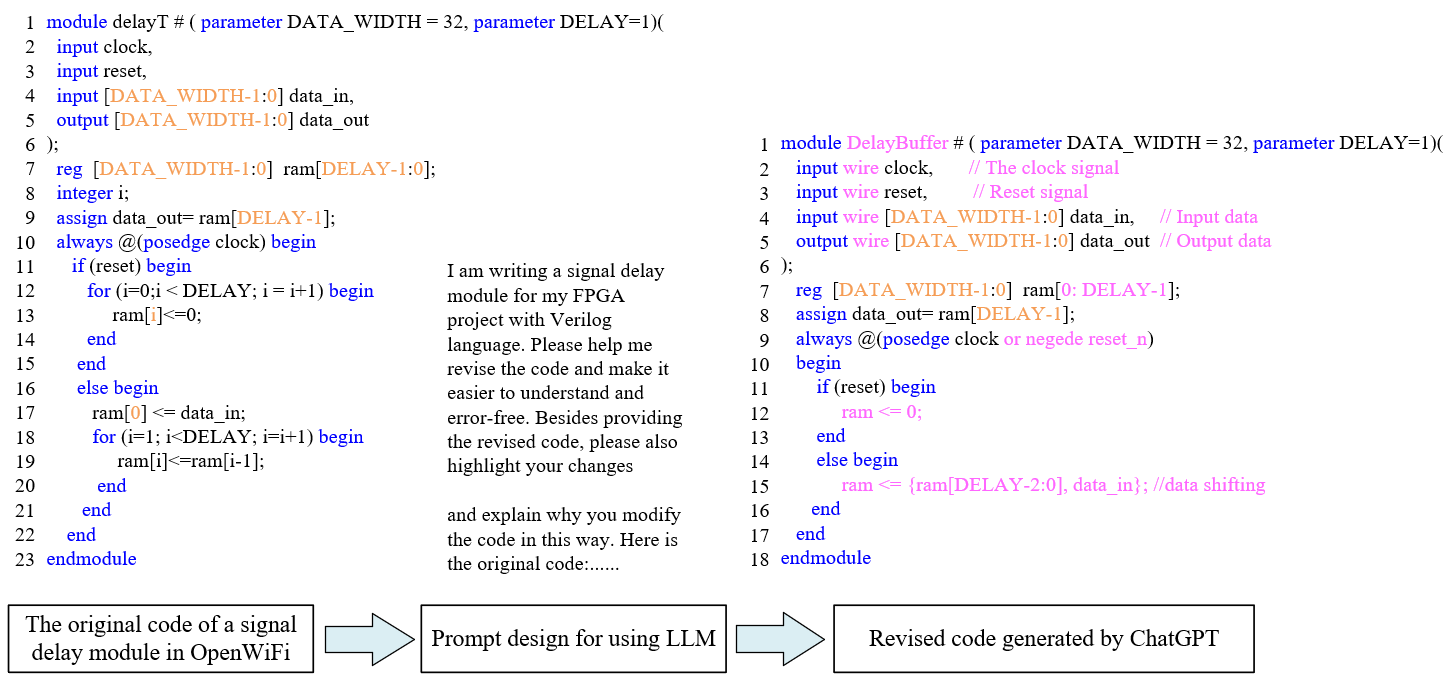 1 module delayT # ( parameter DATA_WIDTH = 32, parameter DELAY=1)(
2 input clock,
3 input reset,
4 input [DATA_WIDTH-1:0] data_in,
5 output [DATA_WIDTH-1:0] data_out
6 );
7 reg [DATA_WIDTH-1:0] ram[DELAY-1:0];
8 integer i;
9 assign data_out= ram[DELAY-1];
10 always @(posedge clock) begin
11 if (reset) begin
12 for (i=0;i < DELAY; i = i+1) begin
13 ram[i]<=0;
14 end
15 end
16 else begin
17 ram[0] <= data_in;
18 for (i=1; i<DELAY; i=i+1) begin
19 ram[i]<=ram[i-1];
20 end
21 end
22 end
23 endmodule
I am writing a signal delay
module for my FPGA
project with Verilog
language. Please help me
revise the code and make it
easier to understand and
error-free. Besides providing
the revised code, please also
highlight your changes
and explain why you modify
the code in this way. Here is
the original code:......
1 module DelayBuffer # ( parameter DATA_WIDTH = 32, parameter DELAY=1)(
2 input wire clock, // The clock signal
3 input wire reset, // Reset signal
4 input wire [DATA_WIDTH-1:0] data_in, // Input data
5 output wire [DATA_WIDTH-1:0] data_out // Output data
6 );
7 reg [DATA_WIDTH-1:0] ram[0: DELAY-1];
8 assign data_out= ram[DELAY-1];
9 always @(posedge clock or negede reset_n)
10 begin
11 if (reset) begin
12 ram <= 0;
13 end
14 else begin
15 ram <= {ram[DELAY-2:0], data_in}; //data shifting
16 end
17 end
18 endmodule
The original code of a signal
delay module in OpenWiFi
Prompt design for using LLM
Revised code generated by ChatGPT